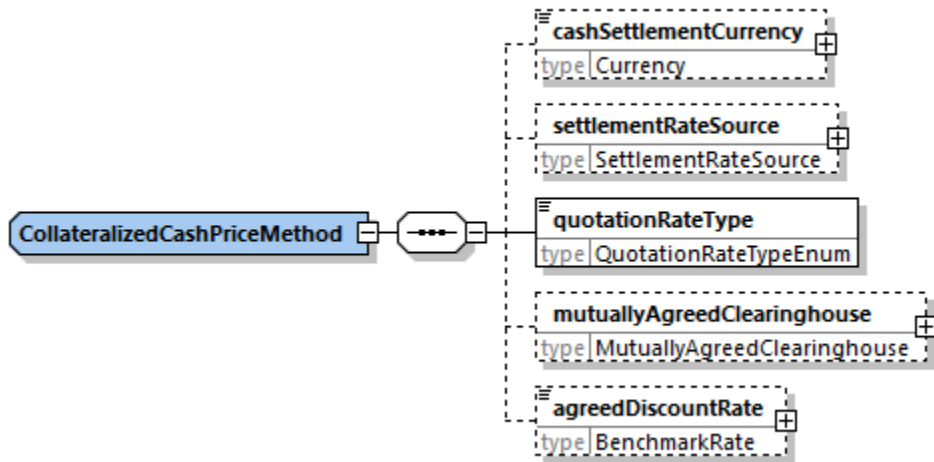 cashSettlementCurrency
type Currency
settlementRateSource
type SettlementRateSource
CollateralizedCashPriceMethod
quotationRateType
type QuotationRateTypeEnum
mutuallyAgreedClearinghouse
type MutuallyAgreedClearinghouse
agreedDiscountRate
type BenchmarkRate